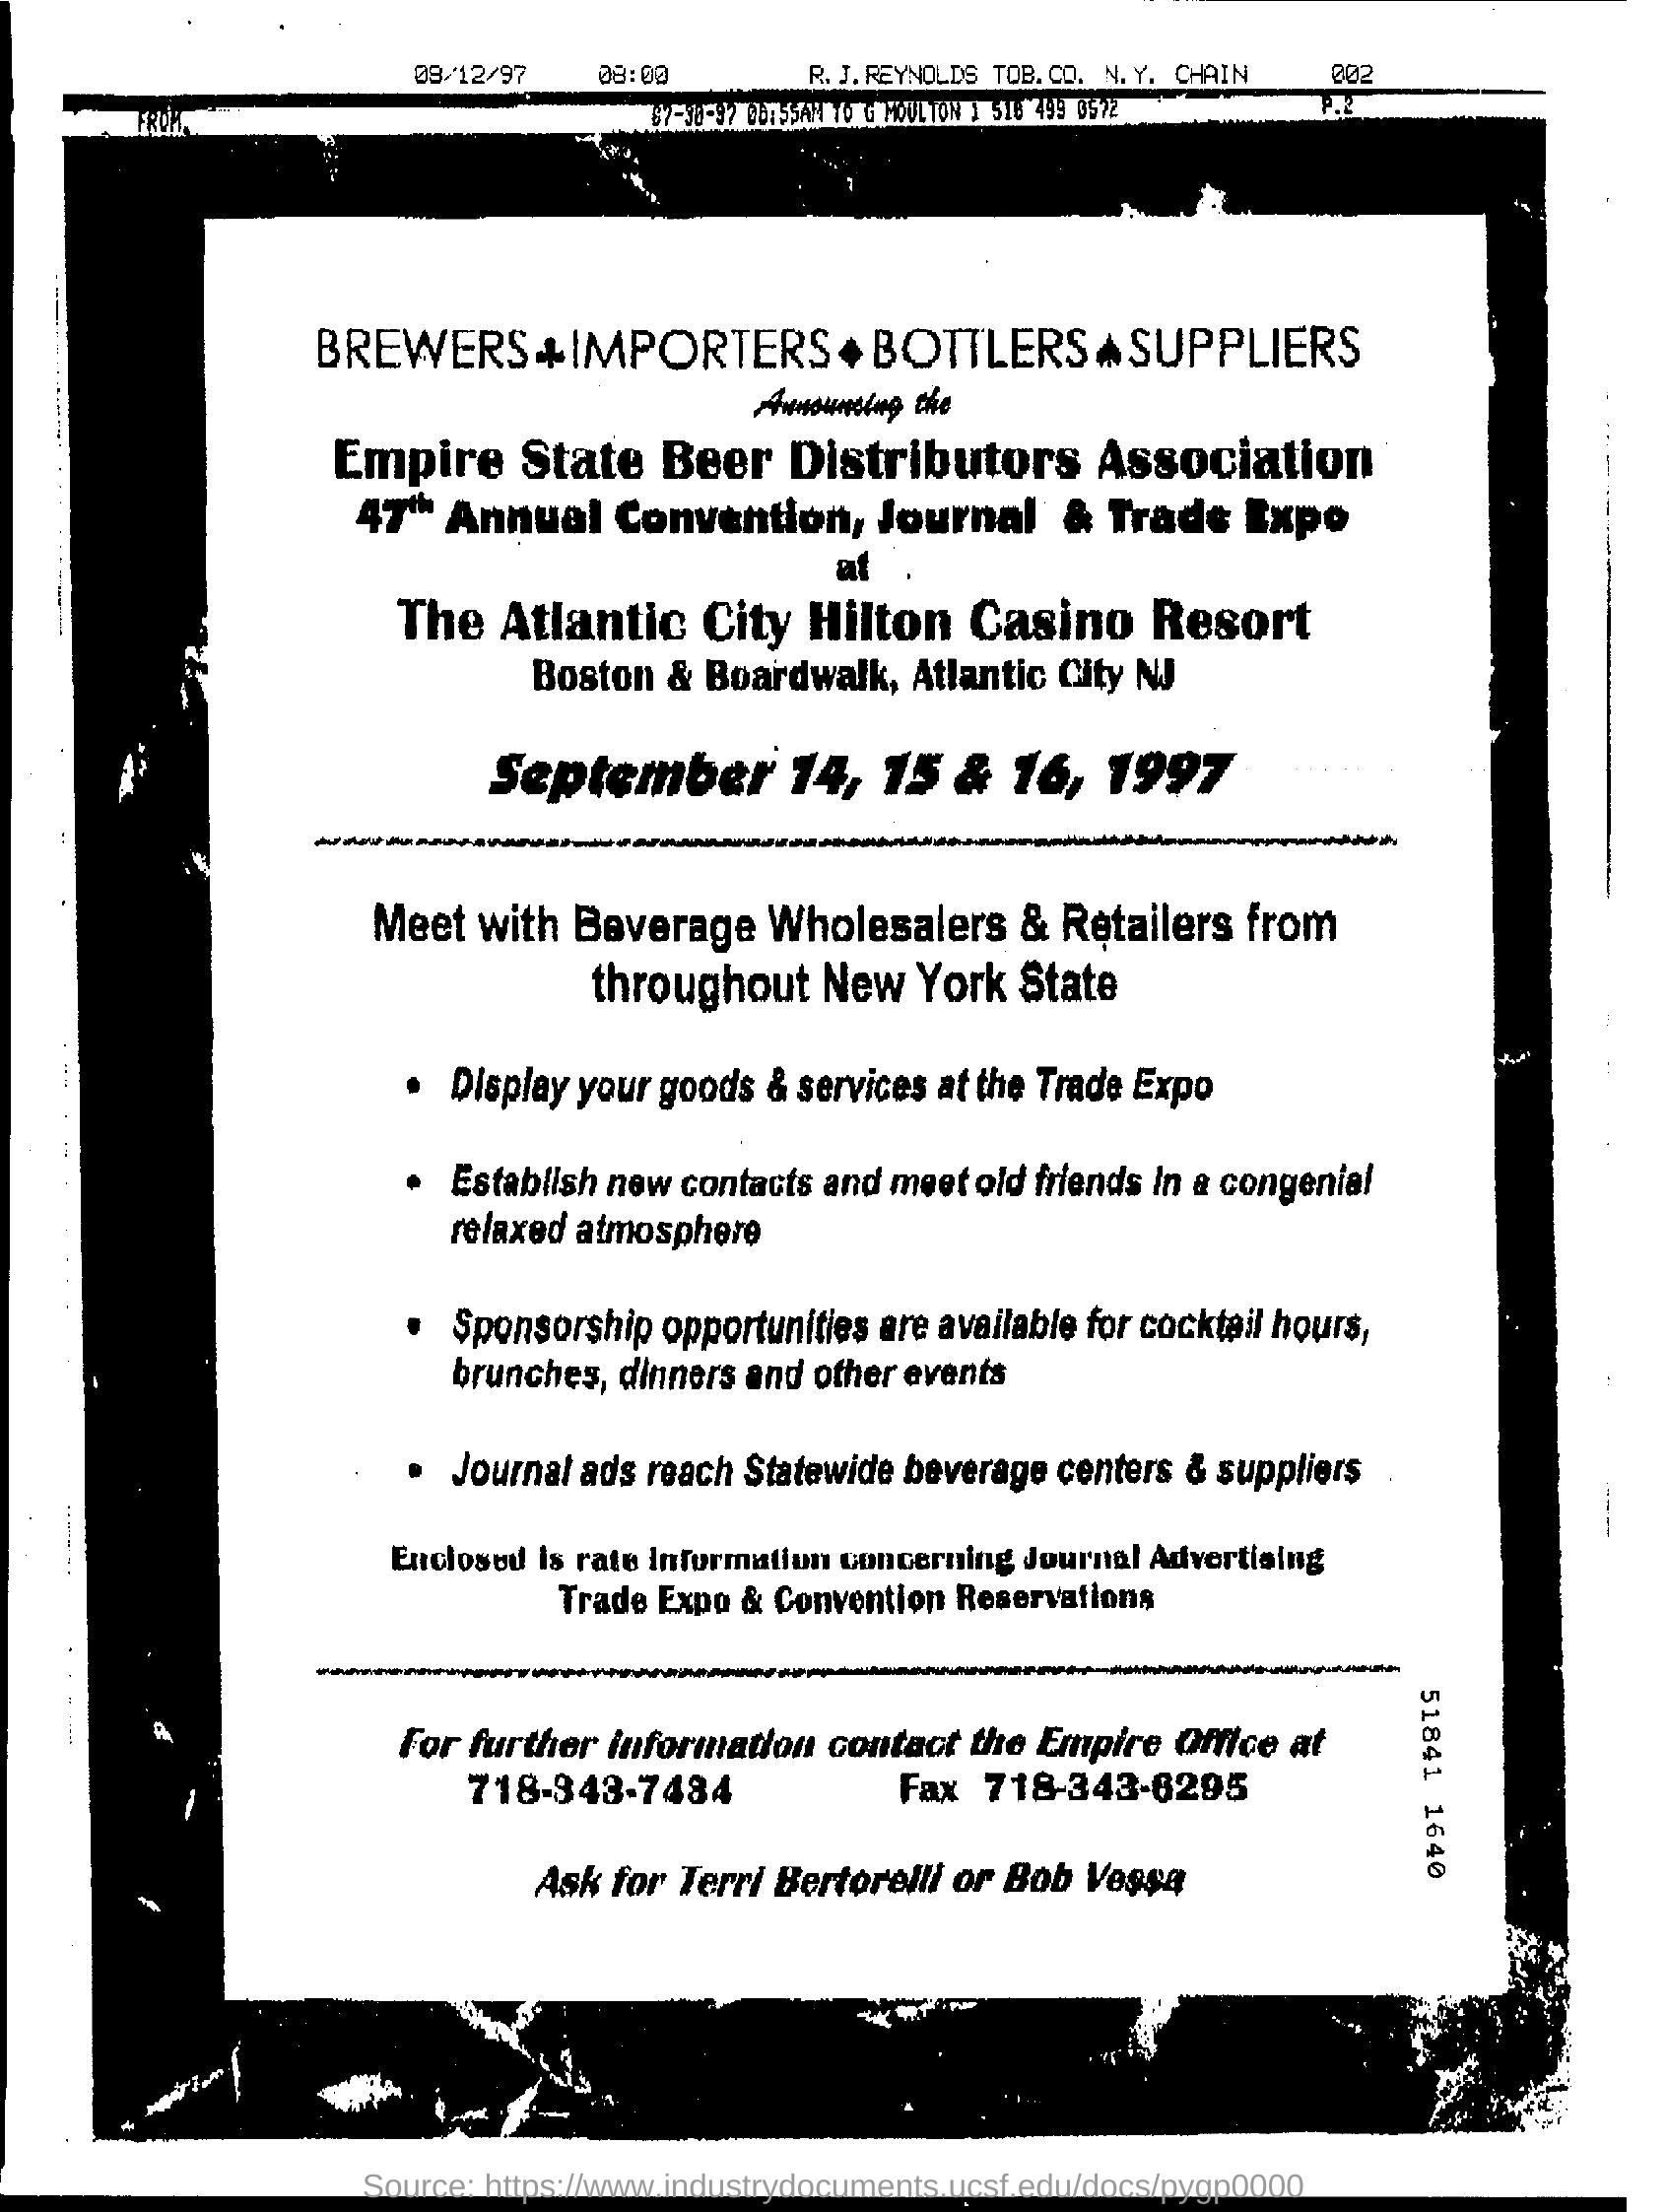 08/12/97 08:00 R. J. REYNOLDS TOB. CO. N. Y. CHAIN 002
FROM 07-30-97 08:55AM TO G MOULTON 1 518 499 0572 P.2
BREWERS♣IMPORTERS♦BOTTLERS♠SUPPLIERS
Announcing the
Empire State Beer Distributors Association
47th Annual Convention, Journal & Trade Expo
at
The Atlantic City Hilton Casino Resort
Boston & Boardwalk, Atlantic City NJ
September 14, 15 & 16, 1997
Meet with Beverage Wholesalers & Retailers from
throughout New York State
• Display your goods & services at the Trade Expo
• Establish new contacts and meet old friends in a congenial
relaxed atmosphere
• Sponsorship opportunities are available for cocktail hours,
brunches, dinners and other events
• Journal ads reach Statewide beverage centers & suppliers
Enclosed is rate information concerning Journal Advertising
Trade Expo & Convention Reservations
For further information contact the Empire Office at
718-343-7434 Fax 718-343-6295
Ask for Terri Bertorelli or Bob Vessa
51841 1640
Source: https://www.industrydocuments.ucsf.edu/docs/pygp0000